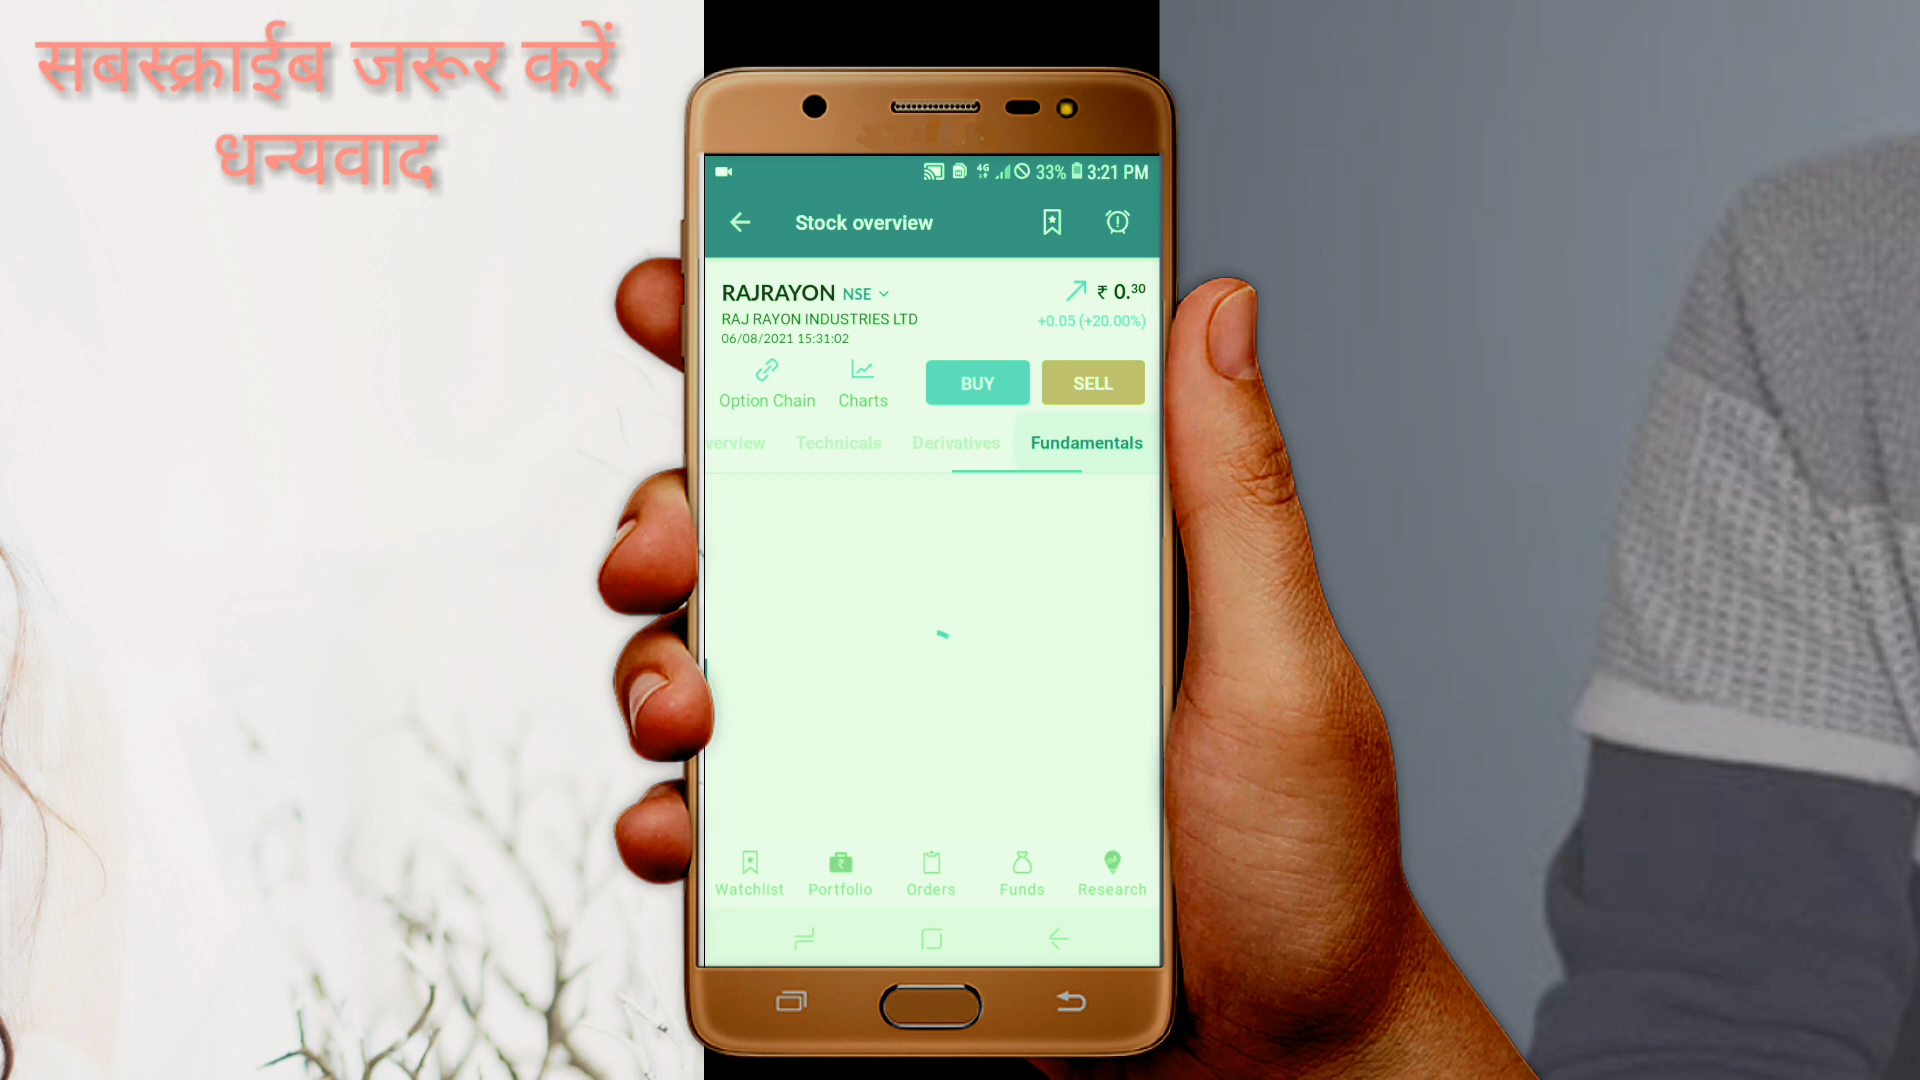 सबस्क्राईब जरूर करें
धन्यवाद
4G 33% 3:21 PM
Stock overview
RAJRAYON NSE
₹ 0.30
RAJ RAYON INDUSTRIES LTD
+0.05 (+20.00%)
06/08/2021 15:31:02
Option Chain Charts BUY SELL
verview Technicals Derivatives Fundamentals
Watchlist Portfolio Orders Funds Research